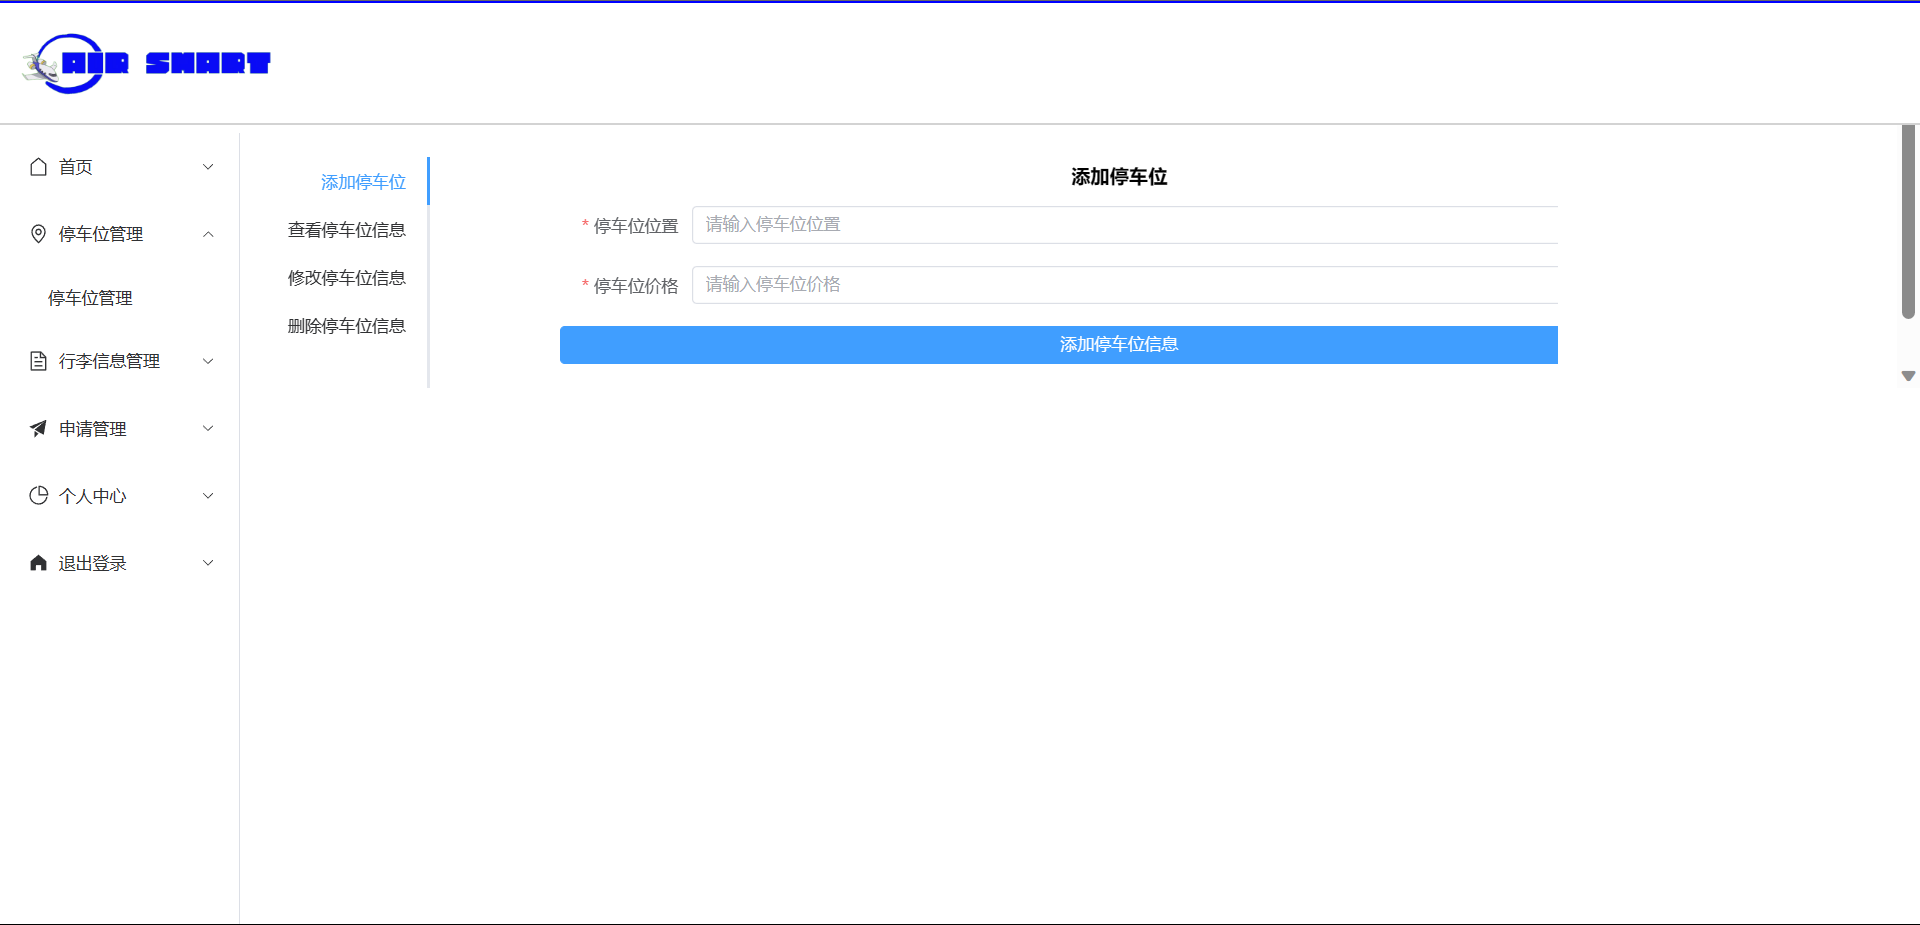 AIR SMART
首页
停车位管理
停车位管理
行李信息管理
申请管理
个人中心
退出登录
添加停车位
查看停车位信息
修改停车位信息
删除停车位信息
添加停车位
* 停车位位置 请输入停车位位置
* 停车位价格 请输入停车位价格
添加停车位信息